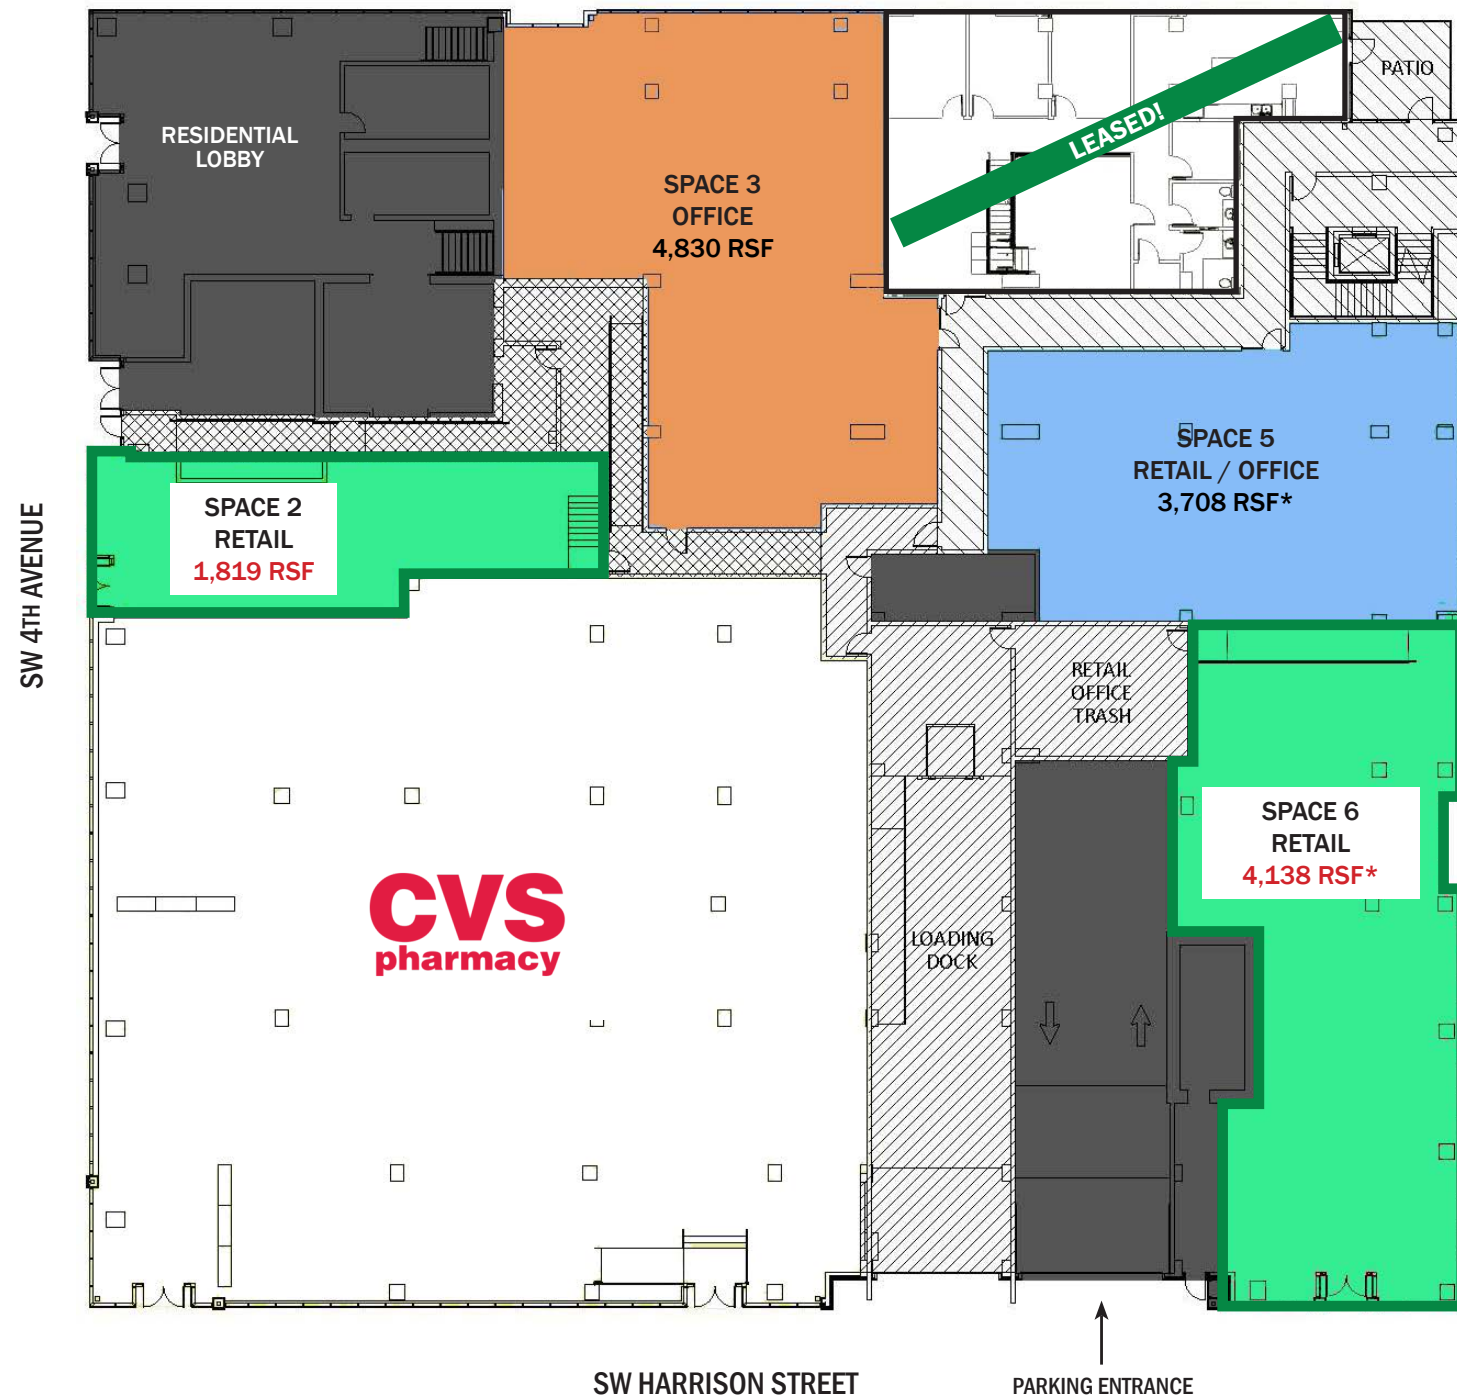 PATIO
LEASED!
RESIDENTIAL
LOBBY
SPACE 3
OFFICE
4,830 RSF
SPACE 5
RETAIL / OFFICE
3,708 RSF*
SPACE 2
RETAIL
1,819 RSF
SW 4TH AVENUE
RETAIL
OFFICE
TRASH
SPACE 6
RETAIL
4,138 RSF*
CVS
pharmacy
LOADING
DOCK
SW HARRISON STREET
PARKING ENTRANCE